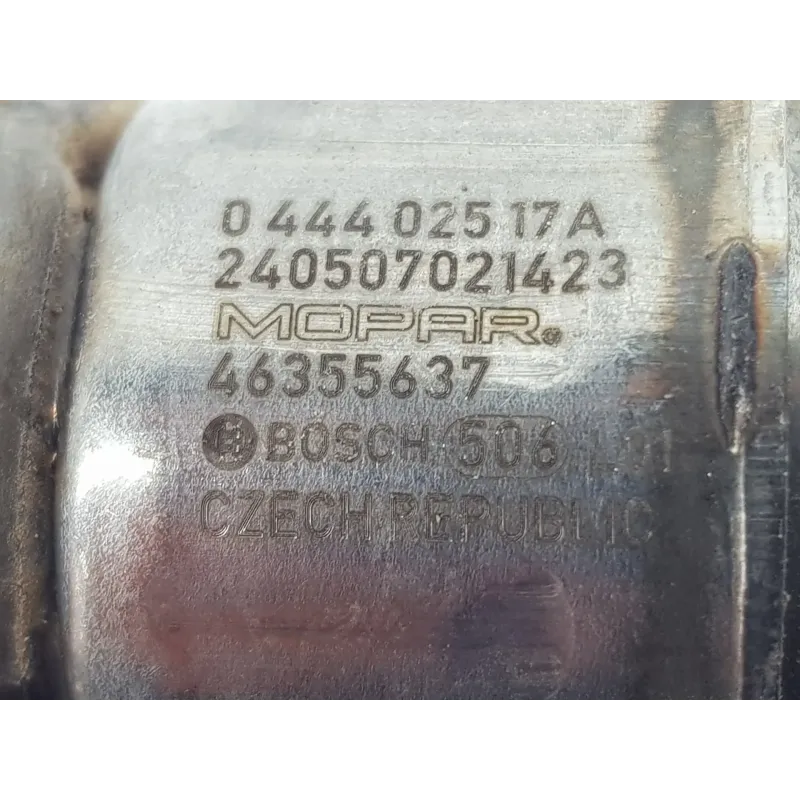 0 444 025 17A
240507021423
MOPAR®
46355637
BOSCH 506
CZECH REPUBLIC